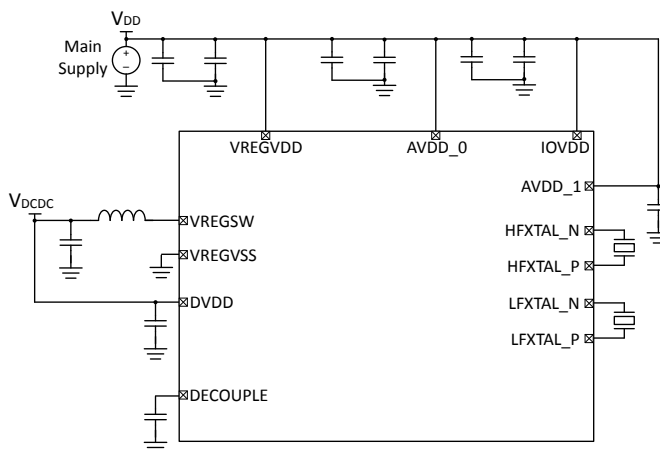 VDD
Main
Supply
+
−
VREGVDD
AVDD_0
IOVDD
AVDD_1
VDCDC
VREGSW
HFXTAL_N
VREGVSS
HFXTAL_P
DVDD
LFXTAL_N
LFXTAL_P
DECOUPLE